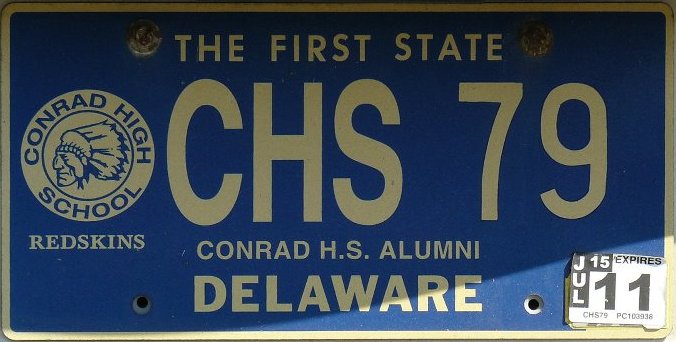 THE FIRST STATE
CONRAD HIGH
SCHOOL
CHS 79
REDSKINS
CONRAD H.S. ALUMNI
DELAWARE
JUL 15 EXPIRES
11
CHS79 PC103938